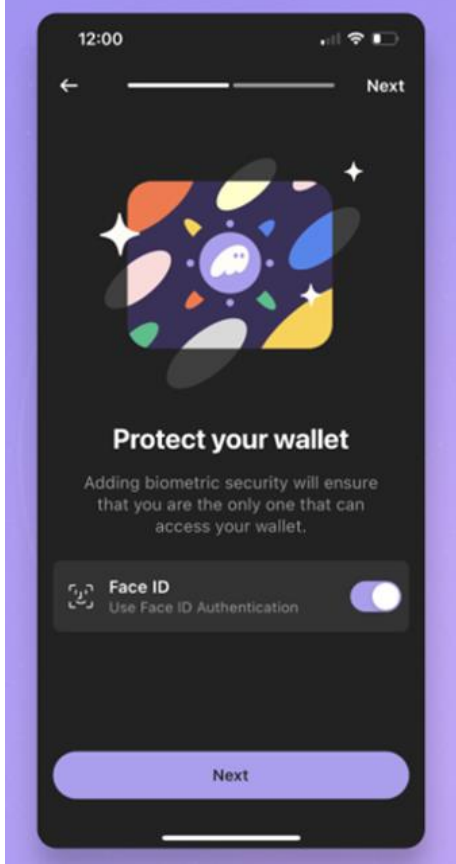 12:00
Next
Protect your wallet
Adding biometric security will ensure
that you are the only one that can
access your wallet.
Face ID
Use Face ID Authentication
Next